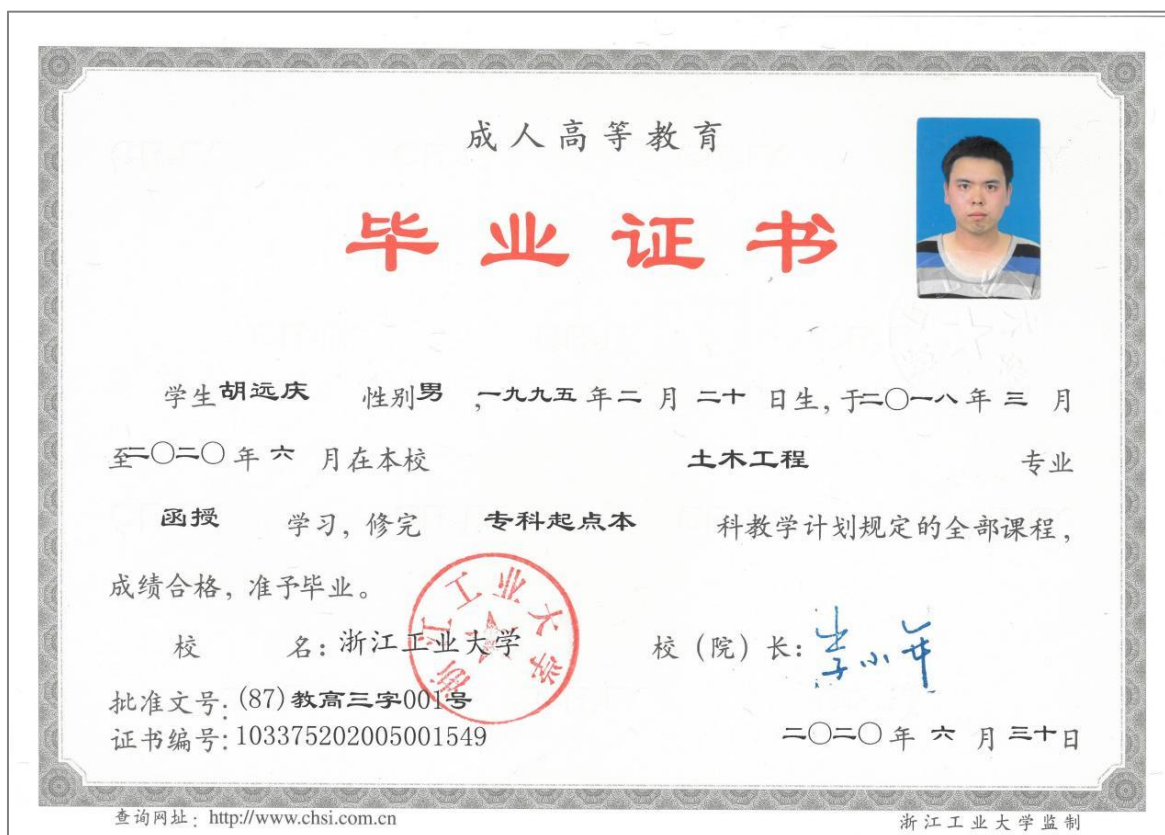 成人高等教育
毕业证书
学生胡远庆 性别男 ,一九九五年二月二十日生, 于二〇一八年三月
至二〇二〇年六月在本校 土木工程 专业
函授 学习, 修完 专科起点本 科教学计划规定的全部课程,
成绩合格, 准予毕业。
浙江工业大学
校 名: 浙江工业大学 校(院)长:
批准文号: (87)教高三字001号
证书编号: 103375202005001549
二〇二〇年六月三十日
查询网址: http://www.chsi.com.cn
浙江工业大学监制